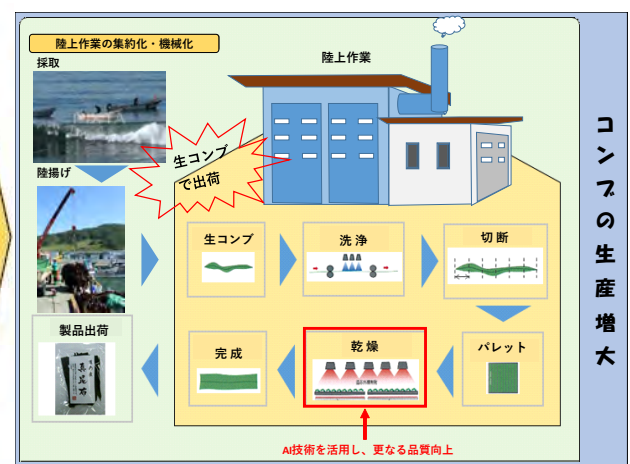 陸上作業の集約化・機械化
採取
陸上作業
生コンブ
で出荷
陸揚げ
生コンブ
洗浄
切断
パレット
乾燥
完成
製品出荷
真昆布
AI技術を活用し、更なる品質向上
コンブの生産増大